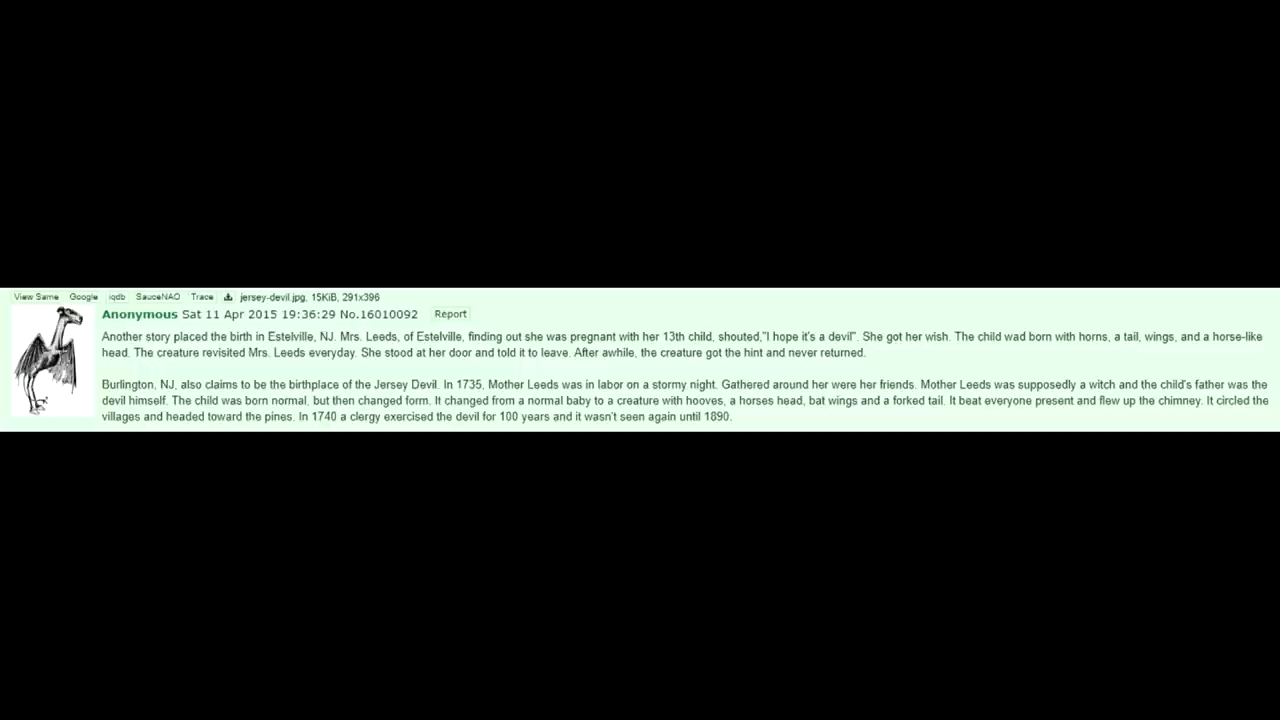 View Same Google iqdb SauceNAO Trace jersey-devil.jpg, 15KiB, 291x396
Anonymous Sat 11 Apr 2015 19:36:29 No.16010092 Report
Another story placed the birth in Estelville, NJ. Mrs. Leeds, of Estelville, finding out she was pregnant with her 13th child, shouted,"I hope it's a devil". She got her wish. The child wad born with horns, a tail, wings, and a horse-like
head. The creature revisited Mrs. Leeds everyday. She stood at her door and told it to leave. After awhile, the creature got the hint and never returned.
Burlington, NJ, also claims to be the birthplace of the Jersey Devil. In 1735, Mother Leeds was in labor on a stormy night. Gathered around her were her friends. Mother Leeds was supposedly a witch and the child's father was the
devil himself. The child was born normal, but then changed form. It changed from a normal baby to a creature with hooves, a horses head, bat wings and a forked tail. It beat everyone present and flew up the chimney. It circled the
villages and headed toward the pines. In 1740 a clergy exercised the devil for 100 years and it wasn't seen again until 1890.